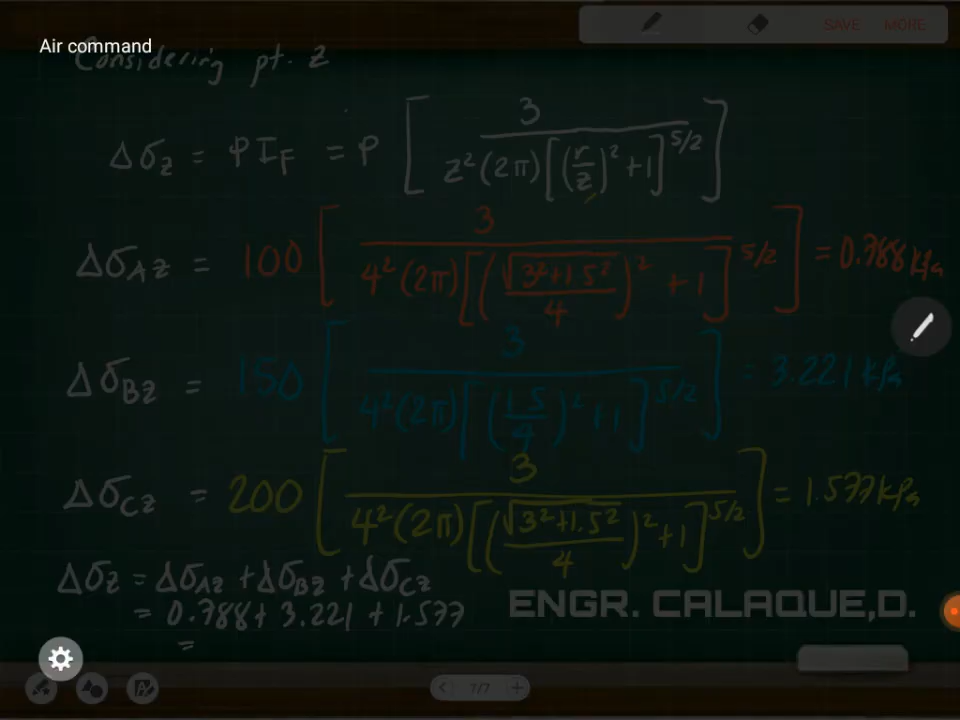 SAVE MORE
Air command
Considering pt. z
Δσz = P IF = P [ 3 / z²(2π)[(r/z)²+1]^5/2 ]
ΔσAz = 100 [ 3 / 4²(2π)[(√3²+1.5²/4)²+1]^5/2 ] = 0.788 kPa
ΔσBz = 150 [ 3 / 4²(2π)[(1.5/4)²+1]^5/2 ] = 3.221 kPa
ΔσCz = 200 [ 3 / 4²(2π)[(√3²+1.5²/4)²+1]^5/2 ] = 1.577 kPa
Δσz = ΔσAz + ΔσBz + ΔσCz
= 0.788 + 3.221 + 1.577
=
ENGR. CALAQUE,D.
7/7